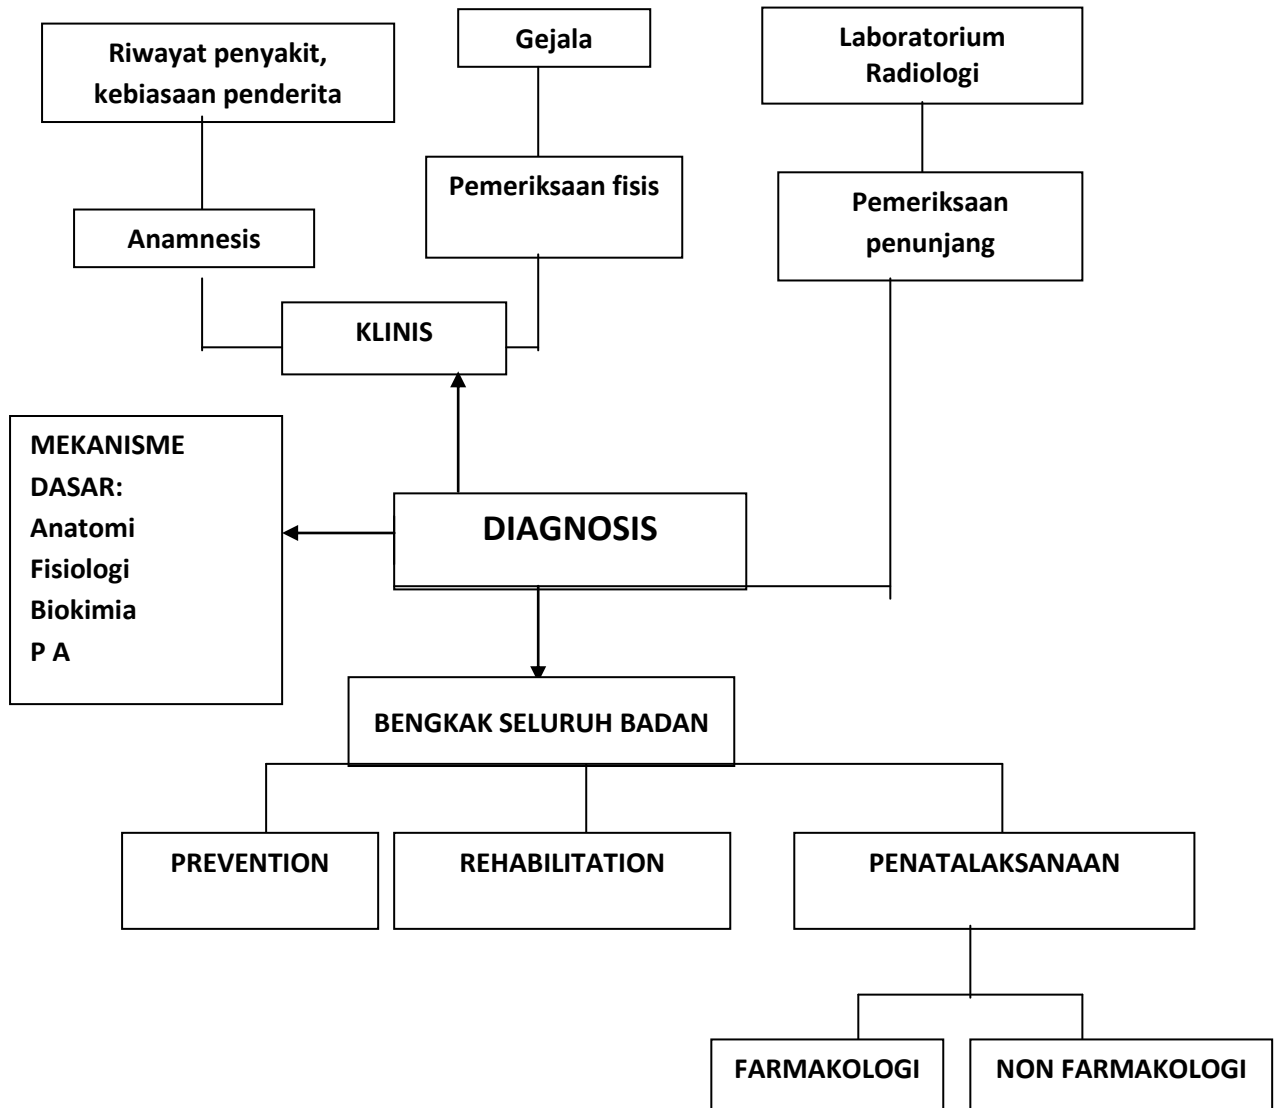 Riwayat penyakit,
kebiasaan penderita
Gejala
Laboratorium
Radiologi
Anamnesis
Pemeriksaan fisis
Pemeriksaan
penunjang
KLINIS
MEKANISME
DASAR:
Anatomi
Fisiologi
Biokimia
P A
DIAGNOSIS
BENGKAK SELURUH BADAN
PREVENTION
REHABILITATION
PENATALAKSANAAN
FARMAKOLOGI
NON FARMAKOLOGI